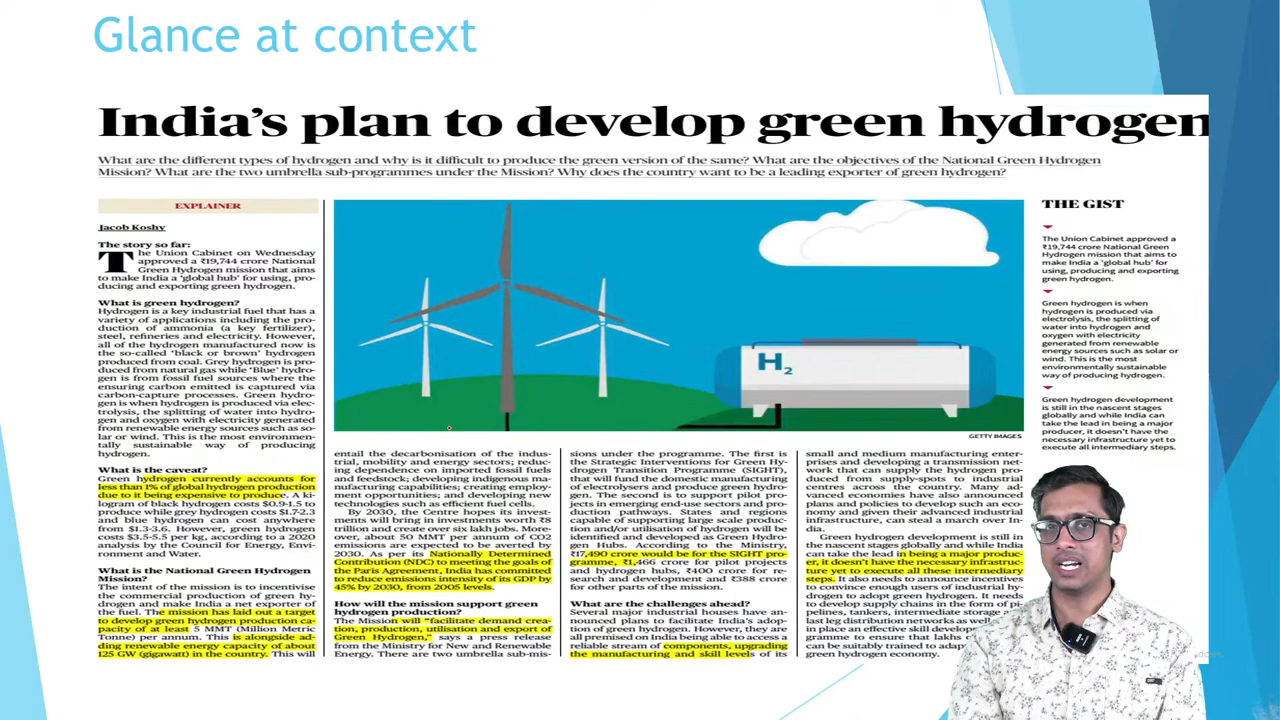 Glance at context
India's plan to develop green hydrogen
What are the different types of hydrogen and why is it difficult to produce the green version of the same? What are the objectives of the National Green Hydrogen
Mission? What are the two umbrella sub-programmes under the Mission? Why does the country want to be a leading exporter of green hydrogen?
EXPLAINER
Jacob Koshy
The story so far:
The Union Cabinet on Wednesday
approved a ₹19,744 crore National
Green Hydrogen mission that aims
to make India a 'global hub' for using, pro-
ducing and exporting green hydrogen.
What is green hydrogen?
Hydrogen is a key industrial fuel that has a
variety of applications including the pro-
duction of ammonia (a key fertilizer),
steel, refineries and electricity. However,
all of the hydrogen manufactured now is
the so-called 'black or brown' hydrogen
produced from coal. Grey hydrogen is pro-
duced from natural gas while 'Blue' hydro-
gen is from fossil fuel sources where the
ensuring carbon emitted is captured via
carbon-capture processes. Green hydro-
gen is when hydrogen is produced via elec-
trolysis, the splitting of water into hydro-
gen and oxygen with electricity generated
from renewable energy sources such as so-
lar or wind. This is the most environmen-
tally sustainable way of producing
hydrogen.
What is the caveat?
Green hydrogen currently accounts for
less than 1% of global hydrogen production
due to it being expensive to produce. A ki-
logram of black hydrogen costs $0.9-1.5 to
produce while grey hydrogen costs $1.7-2.3
and blue hydrogen can cost anywhere
from $1.3-3.6. However, green hydrogen
costs $3.5-5.5 per kg, according to a 2020
analysis by the Council for Energy, Envi-
ronment and Water.
What is the National Green Hydrogen
Mission?
The intent of the mission is to incentivise
the commercial production of green hy-
drogen and make India a net exporter of
the fuel. The mission has laid out a target
to develop green hydrogen production ca-
pacity of at least 5 MMT (Million Metric
Tonne) per annum. This is alongside ad-
ding renewable energy capacity of about
125 GW (gigawatt) in the country. This will
H2
GETTY IMAGES
entail the decarbonisation of the indus-
trial, mobility and energy sectors; reduc-
ing dependence on imported fossil fuels
and feedstock; developing indigenous ma-
nufacturing capabilities; creating employ-
ment opportunities; and developing new
technologies such as efficient fuel cells.
By 2030, the Centre hopes its invest-
ments will bring in investments worth ₹8
trillion and create over six lakh jobs. More-
over, about 50 MMT per annum of CO2
emissions are expected to be averted by
2030. As per its Nationally Determined
Contribution (NDC) to meeting the goals of
the Paris Agreement, India has committed
to reduce emissions intensity of its GDP by
45% by 2030, from 2005 levels.
How will the mission support green
hydrogen production?
The Mission will "facilitate demand crea-
tion, production, utilisation and export of
Green Hydrogen," says a press release
from the Ministry for New and Renewable
Energy. There are two umbrella sub-mis-
sions under the programme. The first is
the Strategic Interventions for Green Hy-
drogen Transition Programme (SIGHT),
that will fund the domestic manufacturing
of electrolysers and produce green hydro-
gen. The second is to support pilot pro-
jects in emerging end-use sectors and pro-
duction pathways. States and regions
capable of supporting large scale produc-
tion and/or utilisation of hydrogen will be
identified and developed as Green Hydro-
gen Hubs. According to the Ministry,
₹17,490 crore would be for the SIGHT pro-
gramme, ₹1,466 crore for pilot projects
and hydrogen hubs, ₹400 crore for re-
search and development and ₹388 crore
for other parts of the mission.
What are the challenges ahead?
Several major industrial houses have an-
nounced plans to facilitate India's adop-
tion of green hydrogen. However, they are
all premised on India being able to access a
reliable stream of components, upgrading
the manufacturing and skill levels of its
small and medium manufacturing enter-
prises and developing a transmission net-
work that can supply the hydrogen pro-
duced from supply-spots to industrial
centres across the country. Many ad-
vanced economies have also announced
plans and policies to develop such an eco-
nomy and given their advanced industrial
infrastructure, can steal a march over In-
dia.
Green hydrogen development is still in
the nascent stages globally and while India
can take the lead in being a major produc-
er, it doesn't have the necessary infrastruc-
ture yet to execute all these intermediary
steps. It also needs to announce incentives
to convince enough users of industrial hy-
drogen to adopt green hydrogen. It needs
to develop supply chains in the form of pi-
pelines, tankers, intermediate storage
last leg distribution networks as well
in place an effective skill develop
gramme to ensure that lakhs
can be suitably trained to adap
green hydrogen economy.
THE GIST
The Union Cabinet approved a
₹19,744 crore National Green
Hydrogen mission that aims to
make India a 'global hub' for
using, producing and exporting
green hydrogen.
Green hydrogen is when
hydrogen is produced via
electrolysis, the splitting of
water into hydrogen and
oxygen with electricity
generated from renewable
energy sources such as solar or
wind. This is the most
environmentally sustainable
way of producing hydrogen.
Green hydrogen development
is still in the nascent stages
globally and while India can
take the lead in being a major
producer, it doesn't have the
necessary infrastructure yet to
execute all intermediary steps.